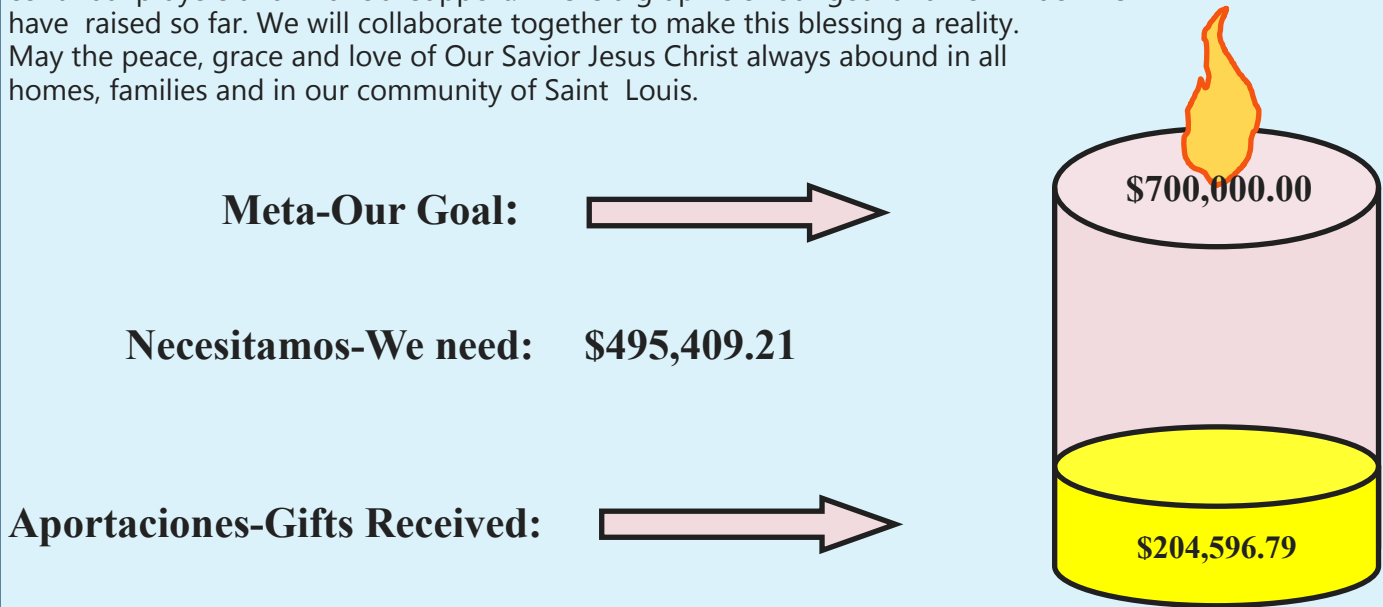 have raised so far. We will collaborate together to make this blessing a reality.
May the peace, grace and love of Our Savior Jesus Christ always abound in all
homes, families and in our community of Saint Louis.
$700,000.00
Meta-Our Goal:
Necesitamos-We need: $495,409.21
Aportaciones-Gifts Received:
$204,596.79